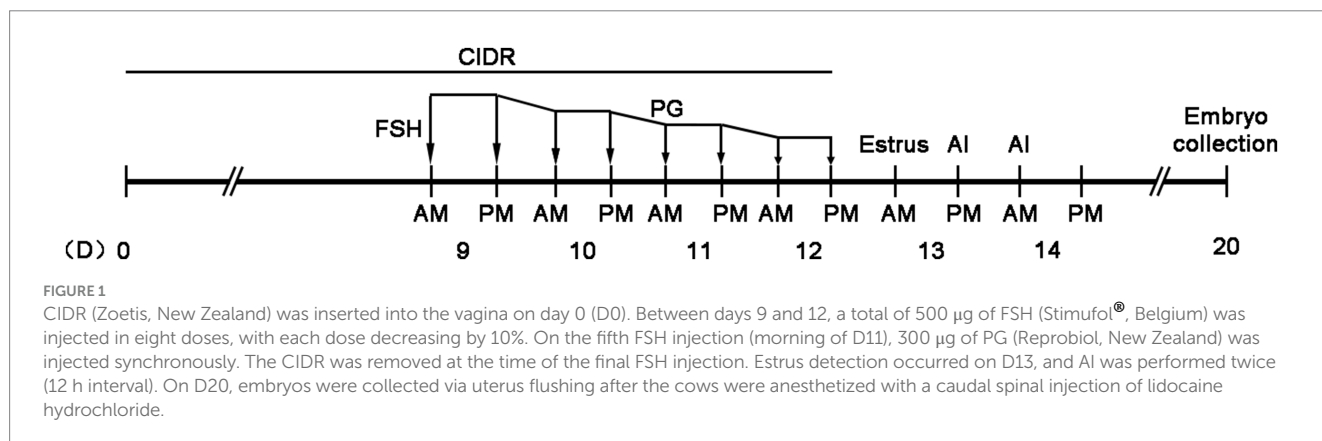 CIDR
PG
FSH
Estrus AI AI Embryo collection
AM PM AM PM AM PM AM PM AM PM AM PM
(D) 0 9 10 11 12 13 14 20
FIGURE 1
CIDR (Zoetis, New Zealand) was inserted into the vagina on day 0 (D0). Between days 9 and 12, a total of 500 μg of FSH (Stimufol®, Belgium) was
injected in eight doses, with each dose decreasing by 10%. On the fifth FSH injection (morning of D11), 300 μg of PG (Reprobiol, New Zealand) was
injected synchronously. The CIDR was removed at the time of the final FSH injection. Estrus detection occurred on D13, and AI was performed twice
(12 h interval). On D20, embryos were collected via uterus flushing after the cows were anesthetized with a caudal spinal injection of lidocaine
hydrochloride.